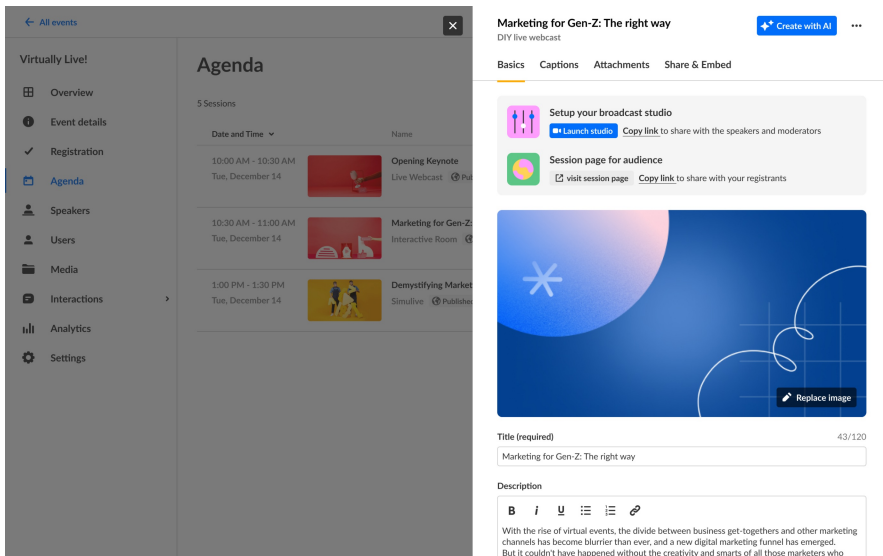 ← All events
Virtually Live!
Overview
Event details
Registration
Agenda
Speakers
Users
Media
Interactions
Analytics
Settings
Agenda
5 Sessions
Date and Time
Name
10:00 AM - 10:30 AM
Tue, December 14
Opening Keynote
Live Webcast
10:30 AM - 11:00 AM
Tue, December 14
Marketing for Gen-Z:
Interactive Room
1:00 PM - 1:30 PM
Tue, December 14
Demystifying Market
Simulive Published
Marketing for Gen-Z: The right way
DIY live webcast
Create with AI
Basics Captions Attachments Share & Embed
Setup your broadcast studio
Launch studio Copy link to share with the speakers and moderators
Session page for audience
visit session page Copy link to share with your registrants
Replace image
Title (required) 43/120
Marketing for Gen-Z: The right way
Description
B i U
With the rise of virtual events, the divide between business get-togethers and other marketing
channels has become blurrier than ever, and a new digital marketing funnel has emerged.
But it couldn't have happened without the creativity and smarts of all those marketers who